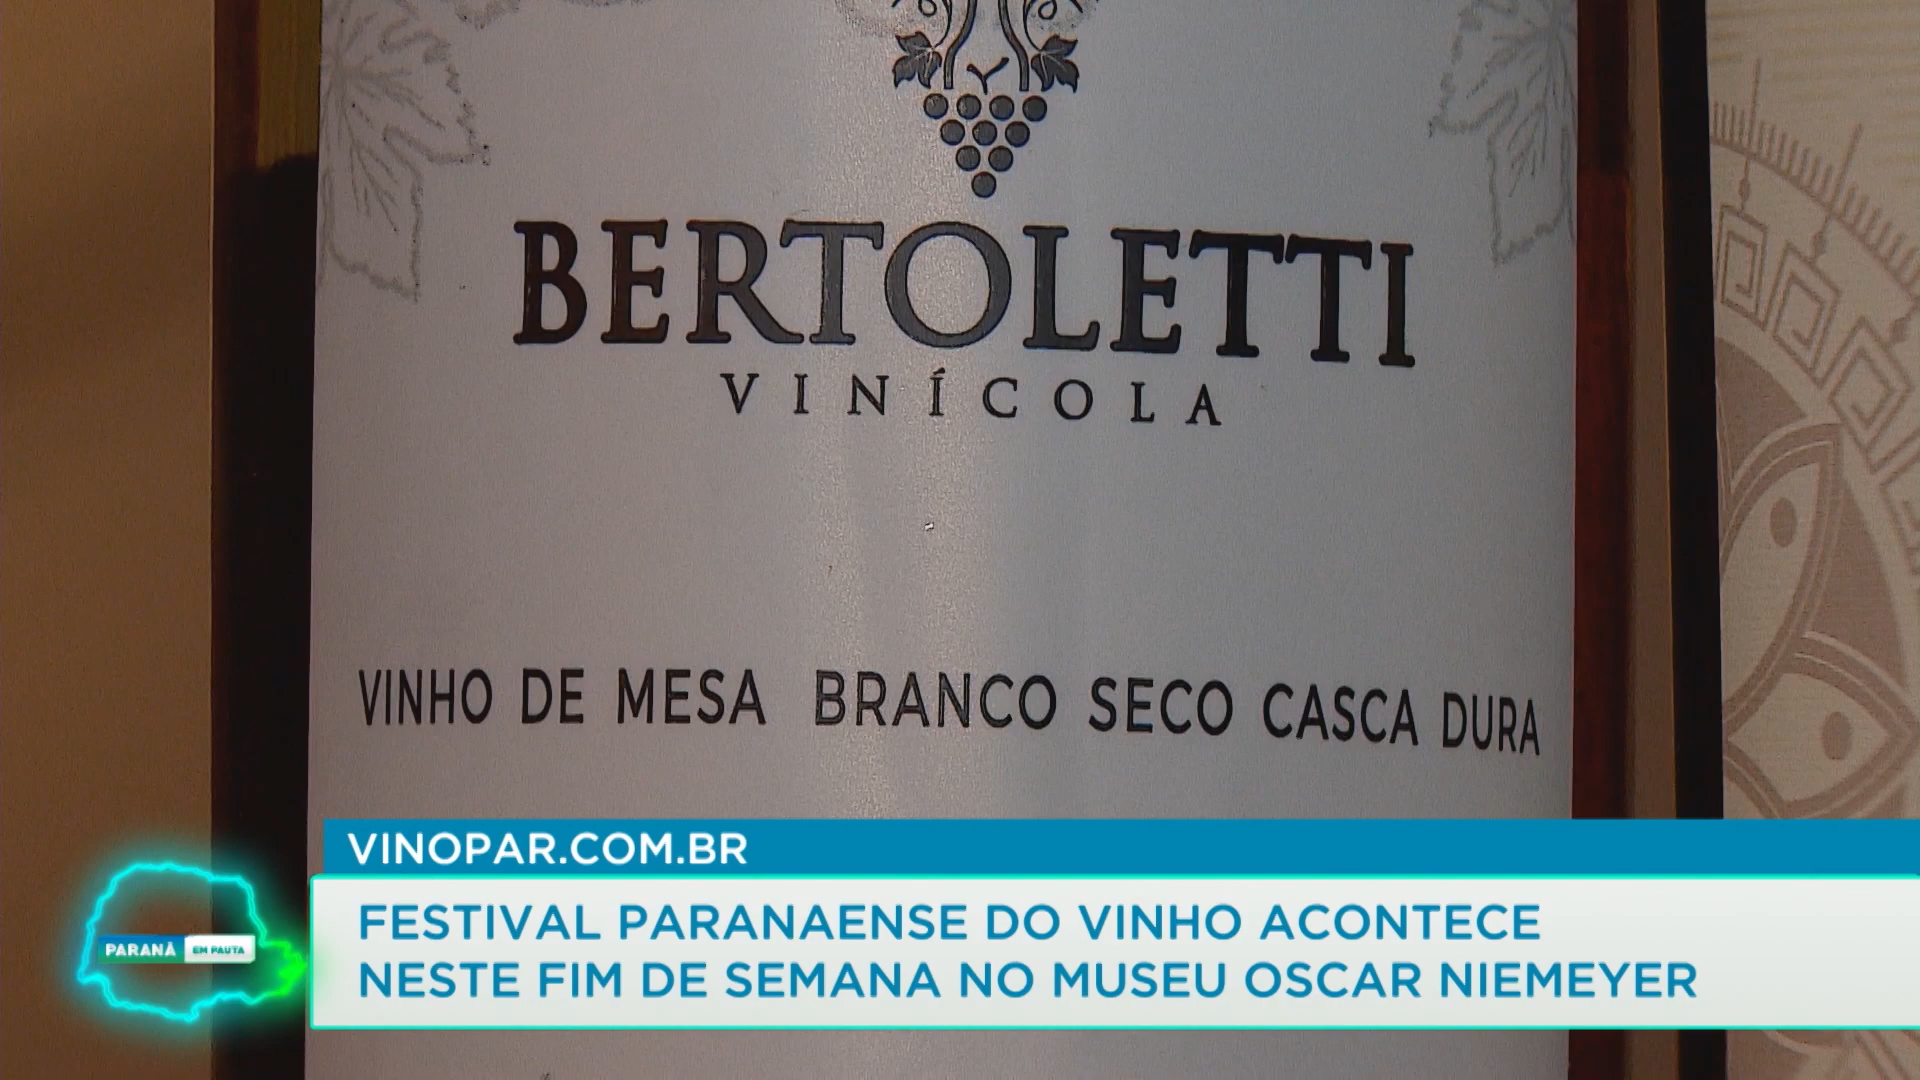 BERTOLETTI
VINÍCOLA
VINHO DE MESA BRANCO SECO CASCA DURA
VINOPAR.COM.BR
FESTIVAL PARANAENSE DO VINHO ACONTECE
NESTE FIM DE SEMANA NO MUSEU OSCAR NIEMEYER
PARANÁ EM PAUTA